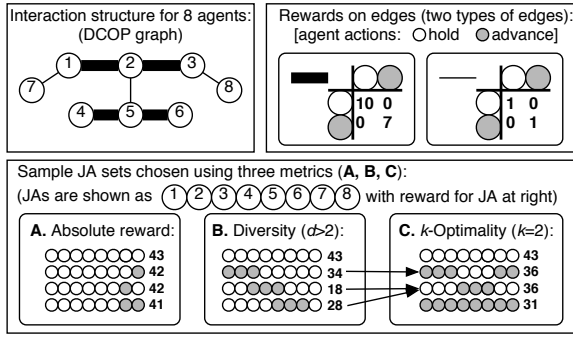 Interaction structure for 8 agents:
(DCOP graph)
1 2 3
7 8
4 5 6
Rewards on edges (two types of edges):
[agent actions: hold advance]
10 0
0 7
1 0
0 1
Sample JA sets chosen using three metrics (A, B, C):
(JAs are shown as 1 2 3 4 5 6 7 8 with reward for JA at right)
A. Absolute reward:
43
42
42
41
B. Diversity (d>2):
43
34
18
28
C. k-Optimality (k=2):
43
36
36
31